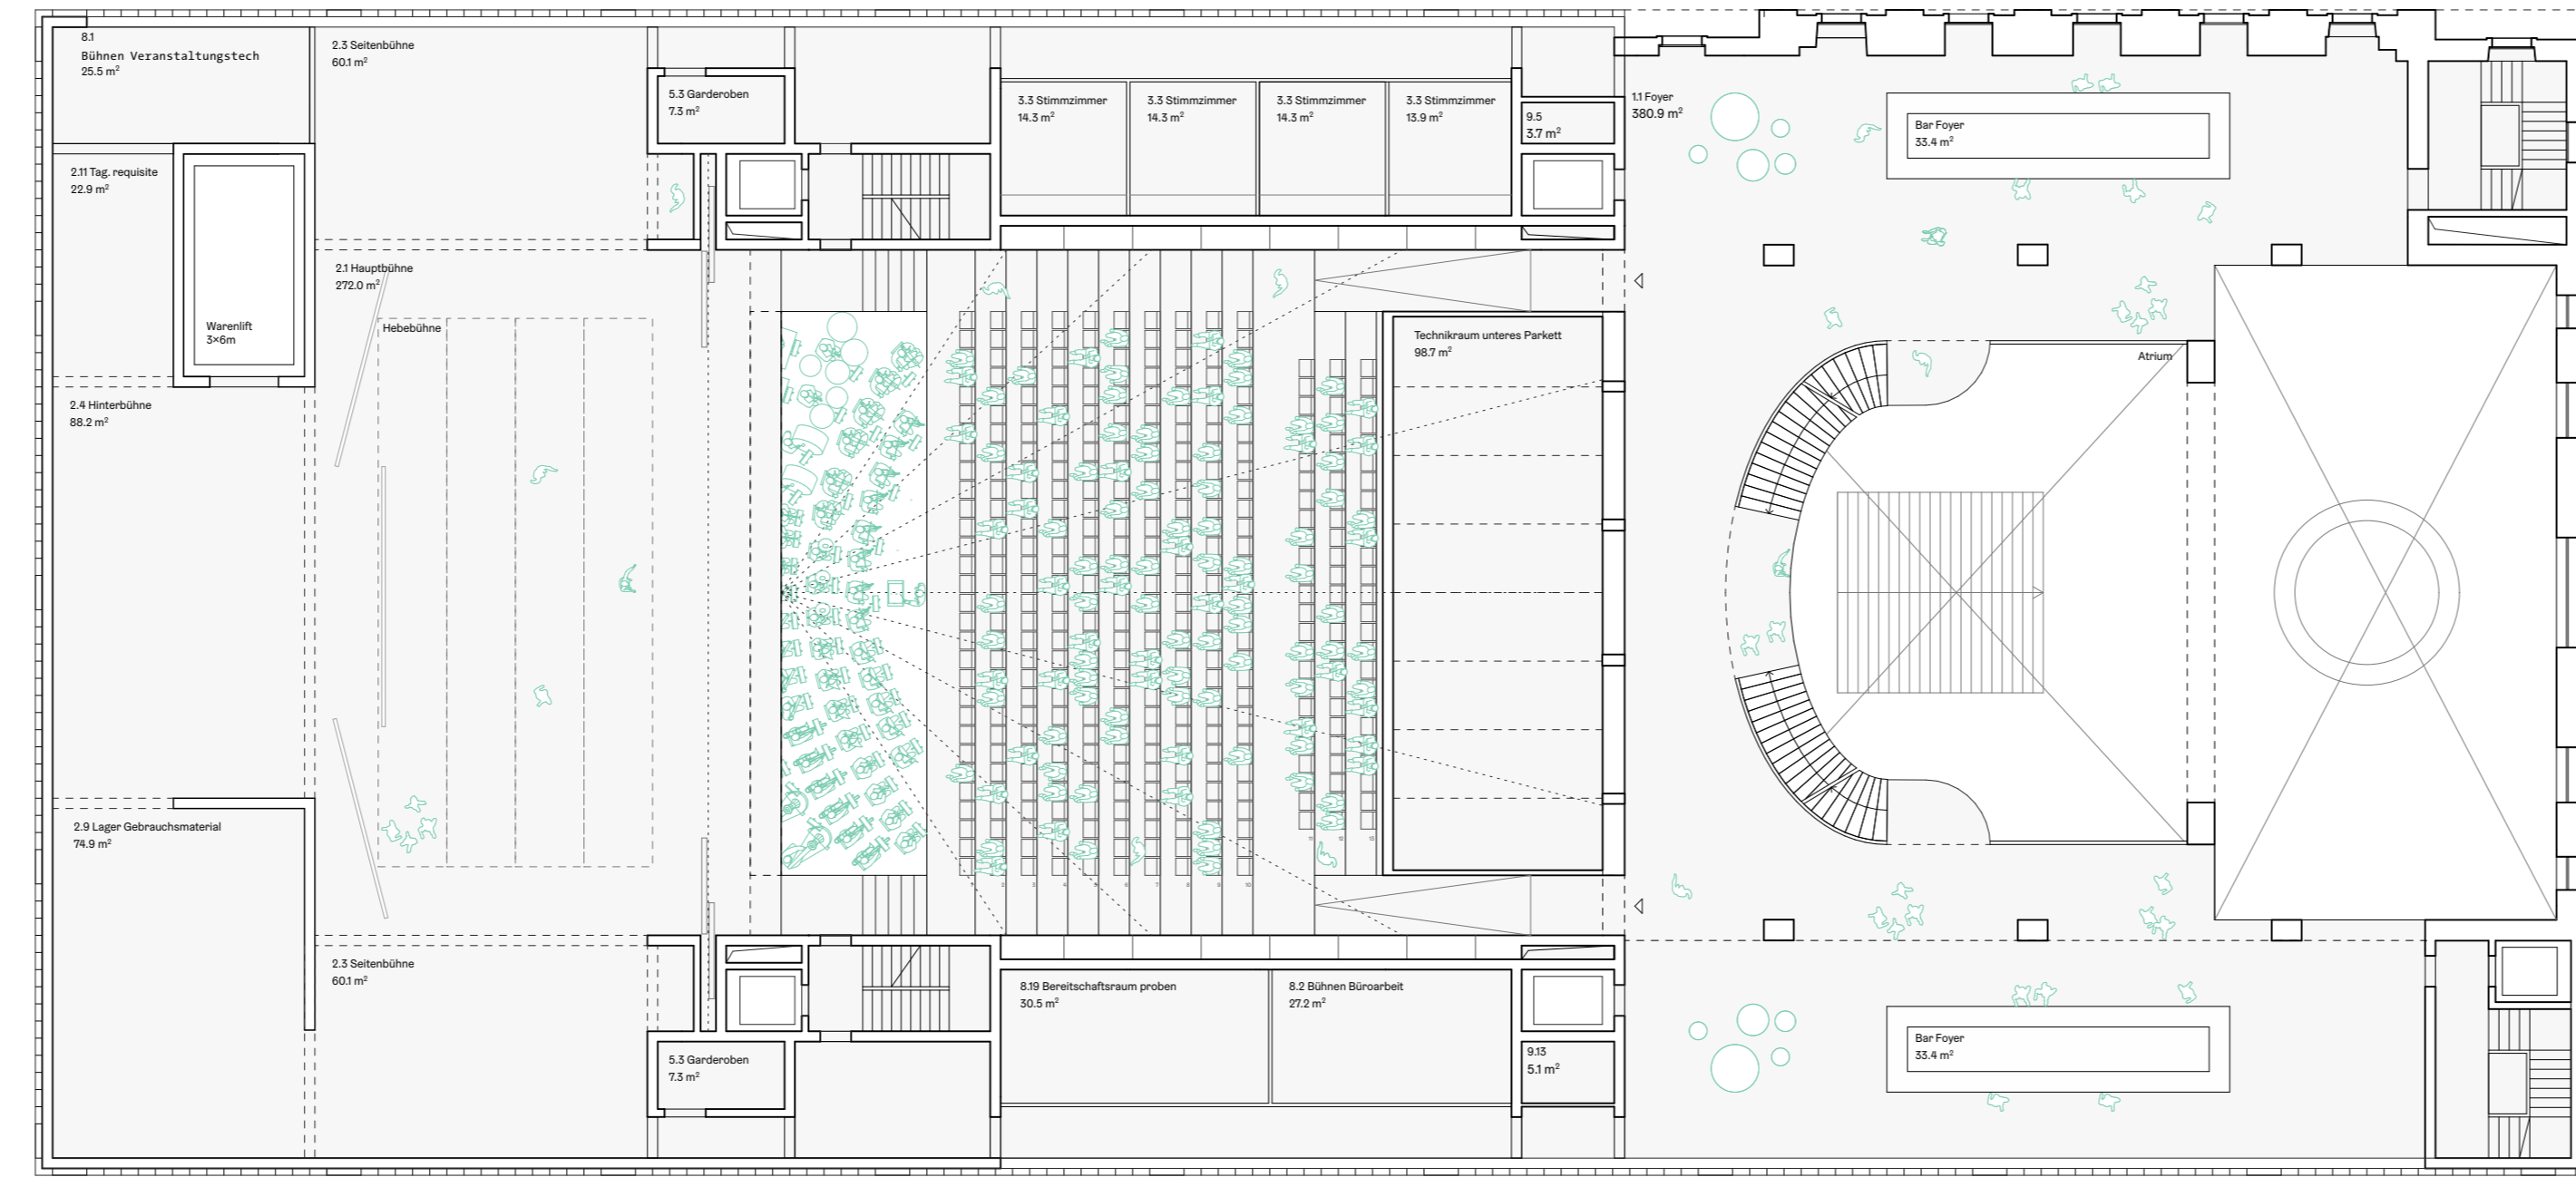 8.1
Bühnen Veranstaltungstech
25.5 m²
2.3 Seitenbühne
60.1 m²
5.3 Garderoben
7.3 m²
3.3 Stimmzimmer
14.3 m²
3.3 Stimmzimmer
14.3 m²
3.3 Stimmzimmer
14.3 m²
3.3 Stimmzimmer
13.9 m²
9.5
3.7 m²
1.1 Foyer
380.9 m²
Bar Foyer
33.4 m²
2.11 Tag. requisite
22.9 m²
Warenlift
3×6m
2.1 Hauptbühne
272.0 m²
Hebebühne
Technikraum unteres Parkett
98.7 m²
Atrium
2.4 Hinterbühne
88.2 m²
2.9 Lager Gebrauchsmaterial
74.9 m²
2.3 Seitenbühne
60.1 m²
5.3 Garderoben
7.3 m²
8.19 Bereitschaftsraum proben
30.5 m²
8.2 Bühnen Büroarbeit
27.2 m²
9.13
5.1 m²
Bar Foyer
33.4 m²